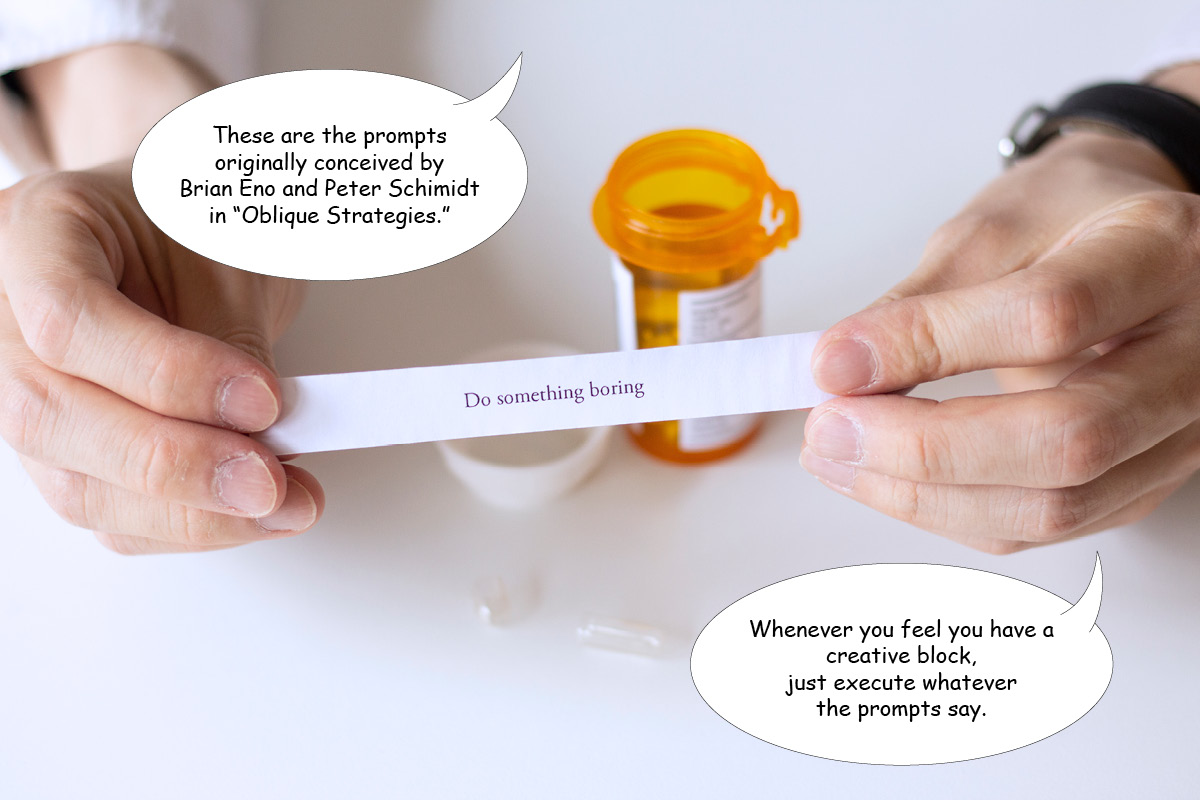 These are the prompts
originally conceived by
Brian Eno and Peter Schimidt
in “Oblique Strategies.”
Do something boring
Whenever you feel you have a
creative block,
just execute whatever
the prompts say.